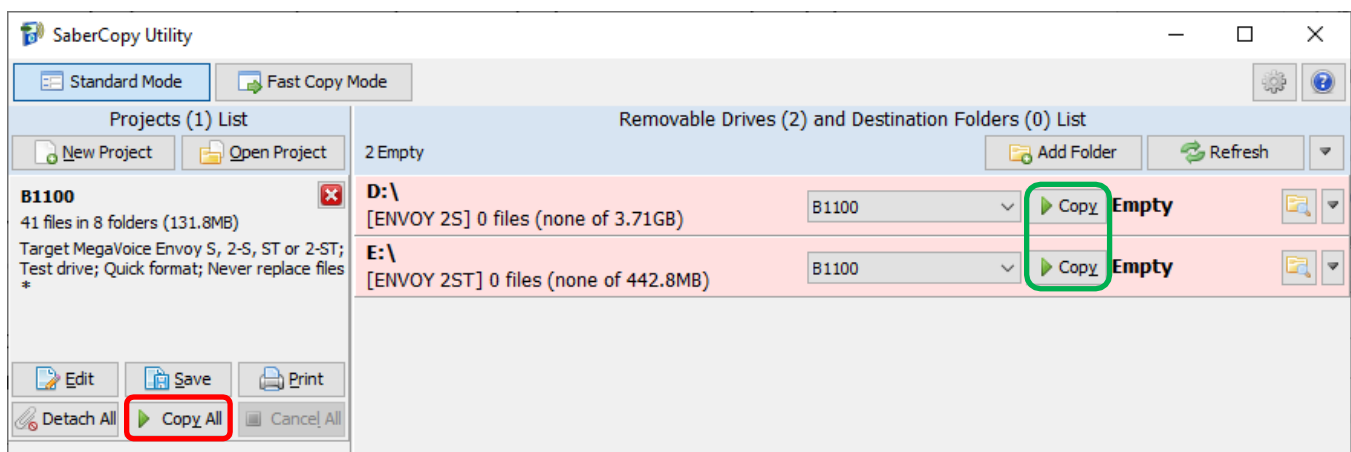 SaberCopy Utility
Standard Mode
Fast Copy Mode
Projects (1) List
Removable Drives (2) and Destination Folders (0) List
New Project
Open Project
2 Empty
Add Folder
Refresh
B1100
41 files in 8 folders (131.8MB)
Target MegaVoice Envoy S, 2-S, ST or 2-ST;
Test drive; Quick format; Never replace files
*
D:\
[ENVOY 2S] 0 files (none of 3.71GB)
B1100
Copy
Empty
E:\
[ENVOY 2ST] 0 files (none of 442.8MB)
B1100
Copy
Empty
Edit
Save
Print
Detach All
Copy All
Cancel All